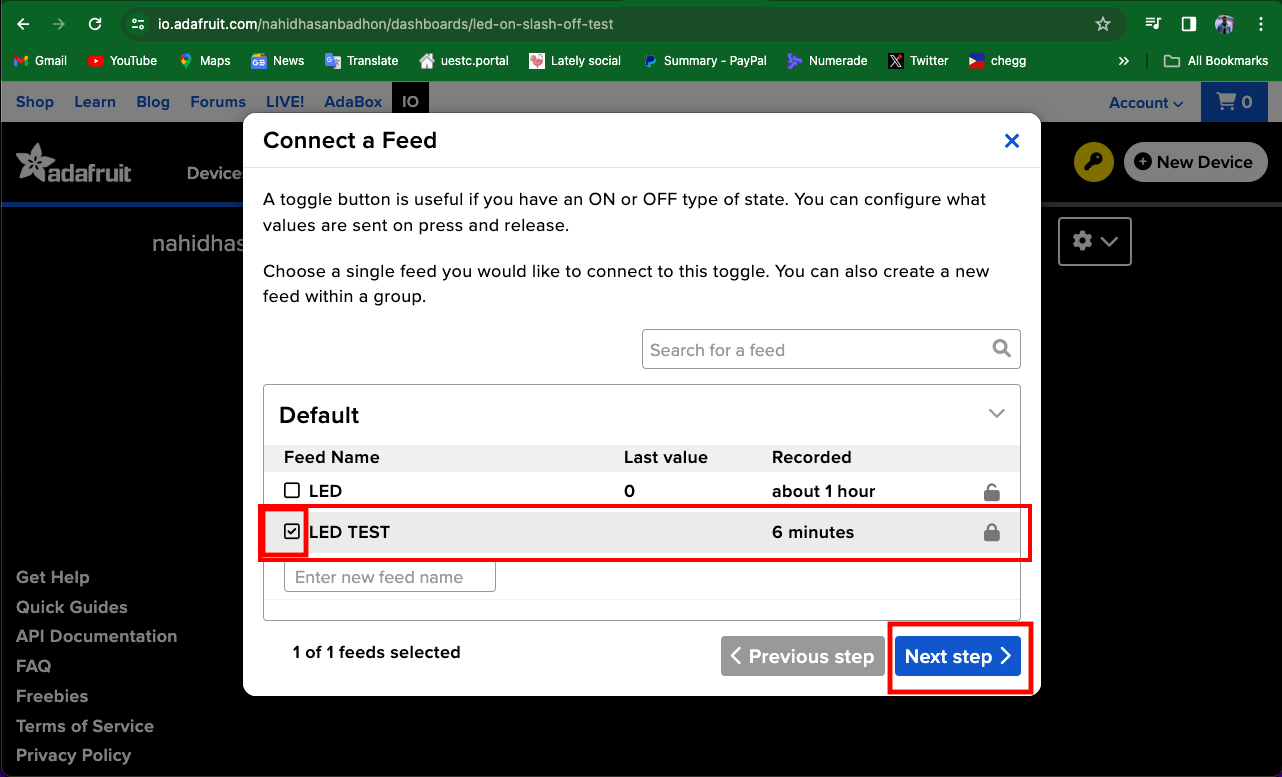 io.adafruit.com/nahidhasanbadhon/dashboards/led-on-slash-off-test
Gmail YouTube Maps News Translate uestc.portal Lately social Summary - PayPal Numerade Twitter chegg » All Bookmarks
Shop Learn Blog Forums LIVE! AdaBox IO Account 0
Connect a Feed
adafruit Devices New Device
A toggle button is useful if you have an ON or OFF type of state. You can configure what
values are sent on press and release.
nahidhas
Choose a single feed you would like to connect to this toggle. You can also create a new
feed within a group.
Search for a feed
Default
Feed Name Last value Recorded
LED 0 about 1 hour
LED TEST 6 minutes
Enter new feed name
1 of 1 feeds selected
Previous step Next step
Get Help
Quick Guides
API Documentation
FAQ
Freebies
Terms of Service
Privacy Policy